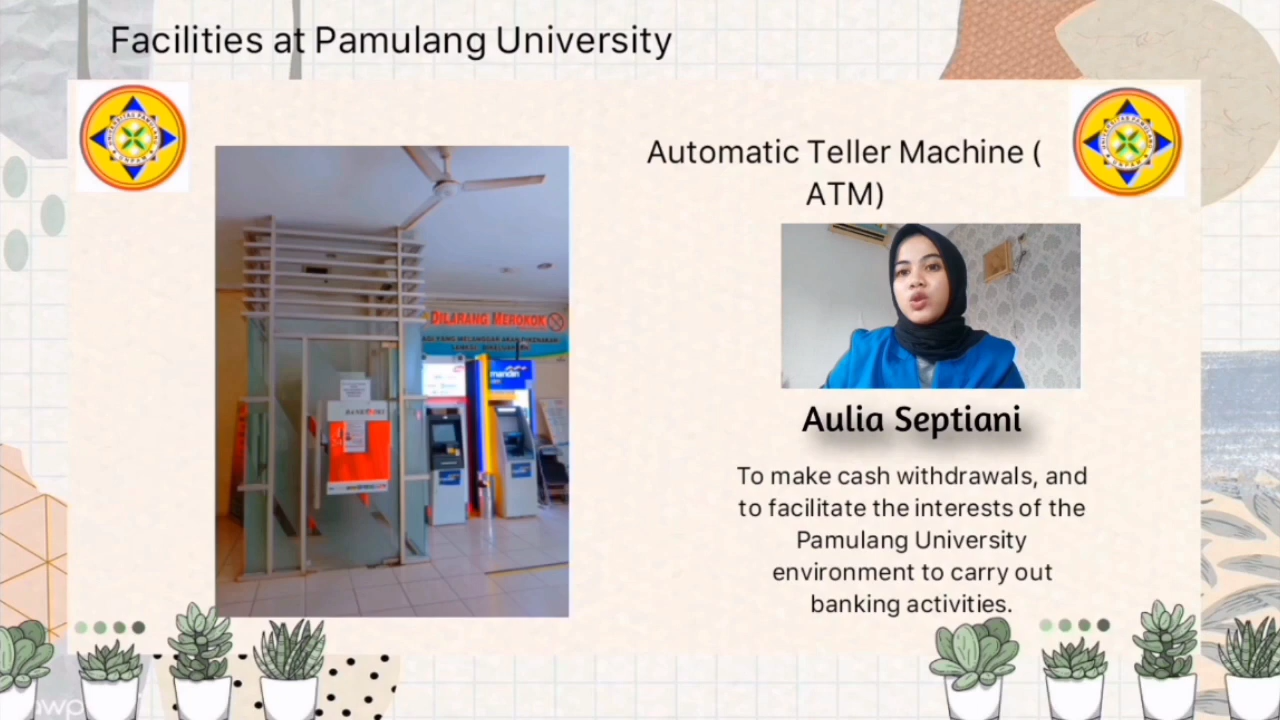 Facilities at Pamulang University
Automatic Teller Machine (
ATM)
DILARANG MEROKOK
mandiri
Aulia Septiani
To make cash withdrawals, and
to facilitate the interests of the
Pamulang University
environment to carry out
banking activities.